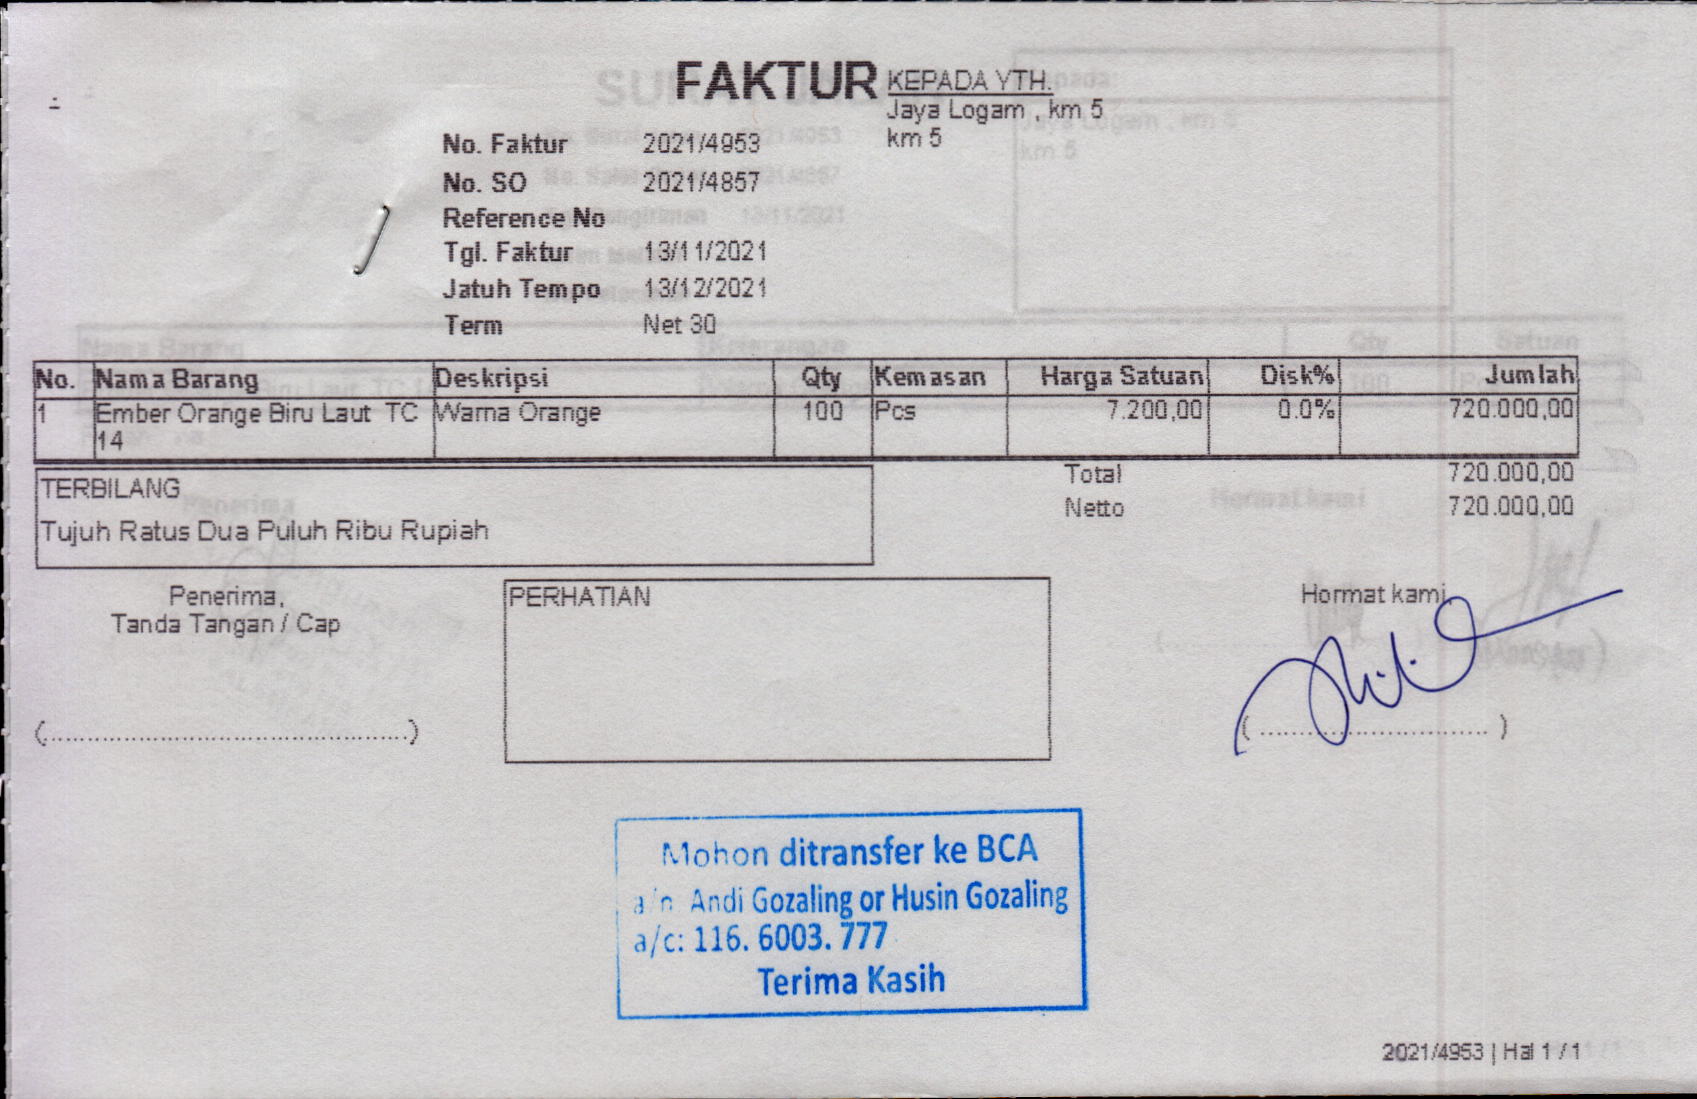 FAKTUR
KEPADA YTH.
Jaya Logam , km 5
km 5
No. Faktur 2021/4953
No. SO 2021/4857
Reference No
Tgl. Faktur 13/11/2021
Jatuh Tempo 13/12/2021
Term Net 30
No. Nama Barang Deskripsi Qty Kemasan Harga Satuan Disk% Jumlah
1 Ember Orange Biru Laut TC Warna Orange 100 Pcs 7.200,00 0.0% 720.000,00
14
Total 720.000,00
Netto 720.000,00
TERBILANG
Tujuh Ratus Dua Puluh Ribu Rupiah
Penerima,
Tanda Tangan / Cap
(...............................................)
PERHATIAN
Hormat kami
( ................................ )
Mohon ditransfer ke BCA
a/n Andi Gozaling or Husin Gozaling
a/c: 116. 6003. 777
Terima Kasih
2021/4953 | Hal 1 / 1